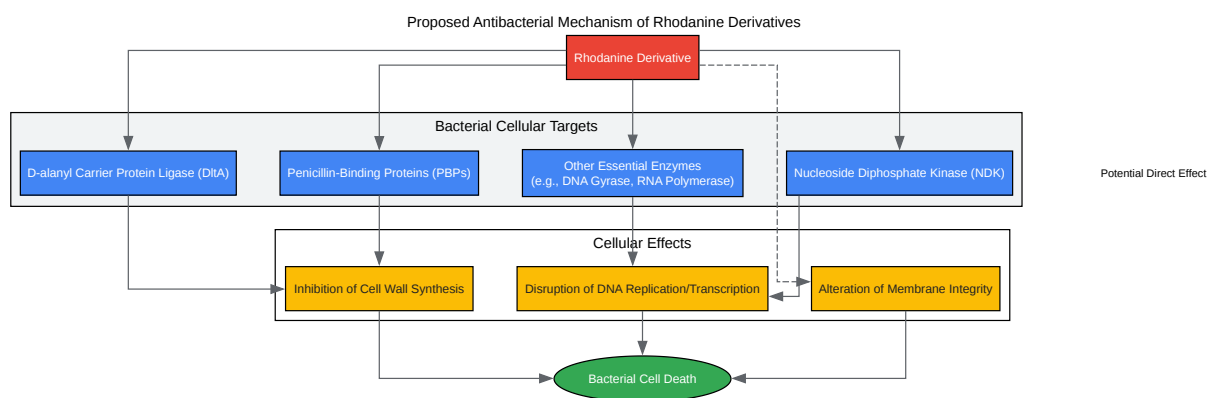 Proposed Antibacterial Mechanism of Rhodanine Derivatives
Rhodanine Derivative
Bacterial Cellular Targets
D-alanyl Carrier Protein Ligase (DltA)
Penicillin-Binding Proteins (PBPs)
Other Essential Enzymes
(e.g., DNA Gyrase, RNA Polymerase)
Nucleoside Diphosphate Kinase (NDK)
Potential Direct Effect
Cellular Effects
Inhibition of Cell Wall Synthesis
Disruption of DNA Replication/Transcription
Alteration of Membrane Integrity
Bacterial Cell Death